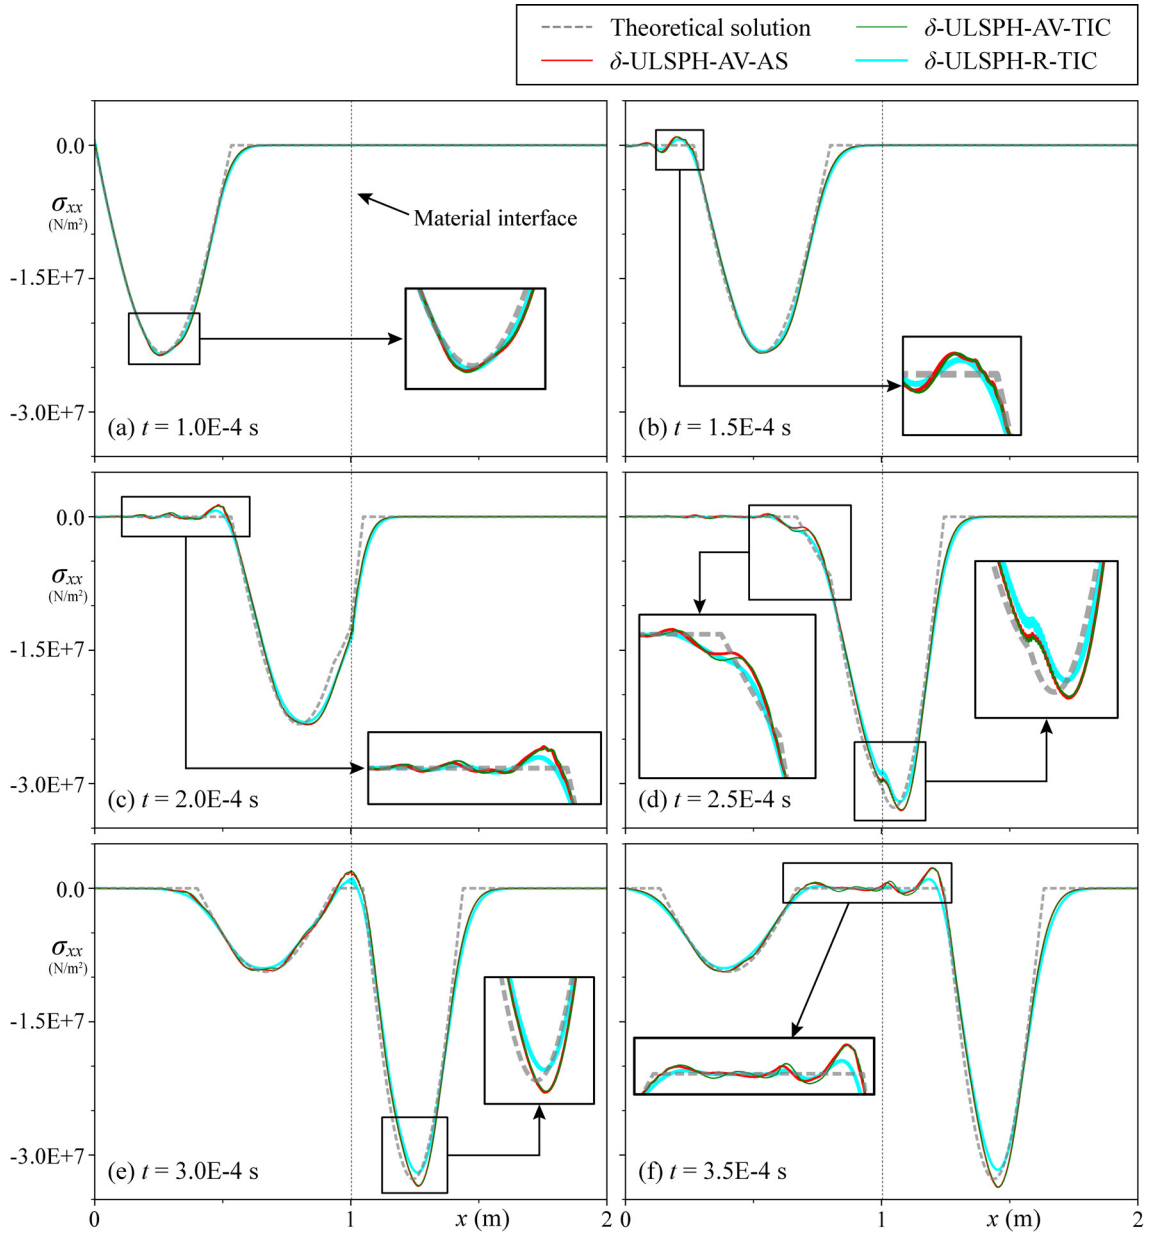 Theoretical solution
δ-ULSPH-AV-TIC
δ-ULSPH-AV-AS
δ-ULSPH-R-TIC
0.0
σxx
(N/m²)
-1.5E+7
-3.0E+7
Material interface
(a) t = 1.0E-4 s
(b) t = 1.5E-4 s
0.0
σxx
(N/m²)
-1.5E+7
-3.0E+7
(c) t = 2.0E-4 s
(d) t = 2.5E-4 s
0.0
σxx
(N/m²)
-1.5E+7
-3.0E+7
(e) t = 3.0E-4 s
(f) t = 3.5E-4 s
0
1
x (m)
2
0
1
x (m)
2